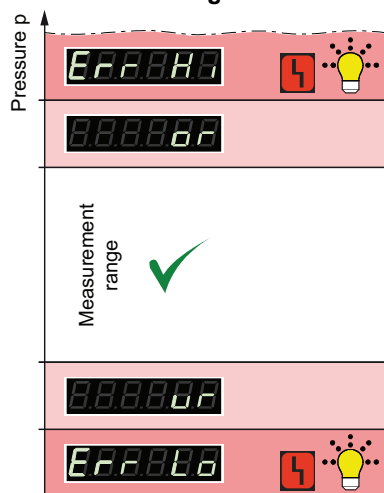 Pressure p
Err Hi
or
Measurement
range
ur
Err Lo